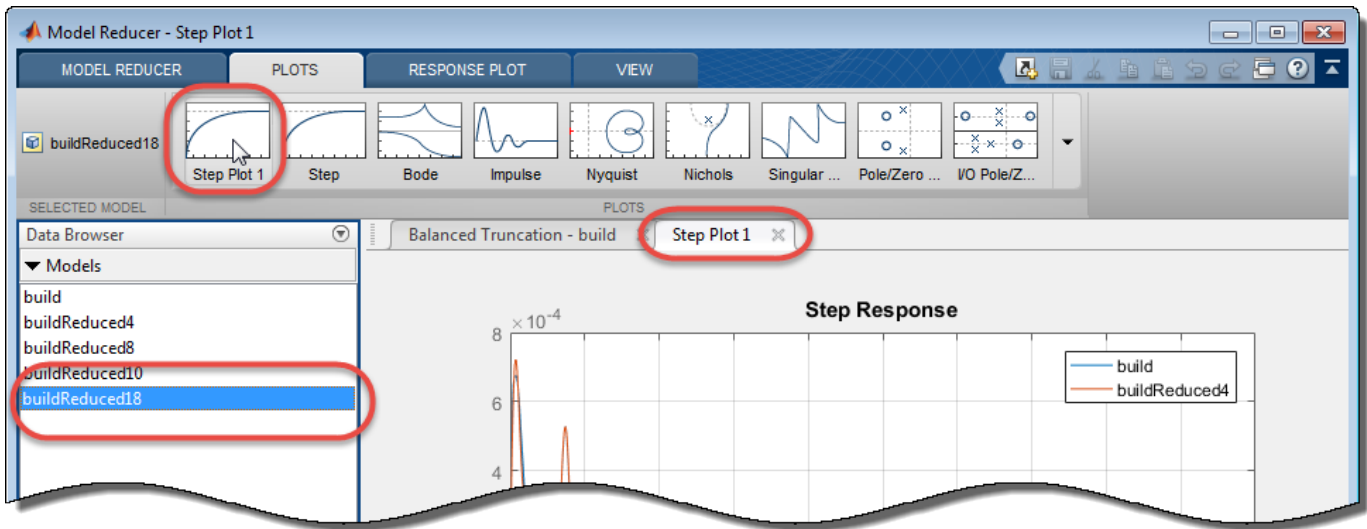 Model Reducer - Step Plot 1
MODEL REDUCER PLOTS RESPONSE PLOT VIEW
buildReduced18
Step Plot 1 Step Bode Impulse Nyquist Nichols Singular ... Pole/Zero ... I/O Pole/Z...
SELECTED MODEL PLOTS
Data Browser
Balanced Truncation - build Step Plot 1
Models
build
buildReduced4
buildReduced8
buildReduced10
buildReduced18
Step Response
×10^-4
8
build
buildReduced4
6
4